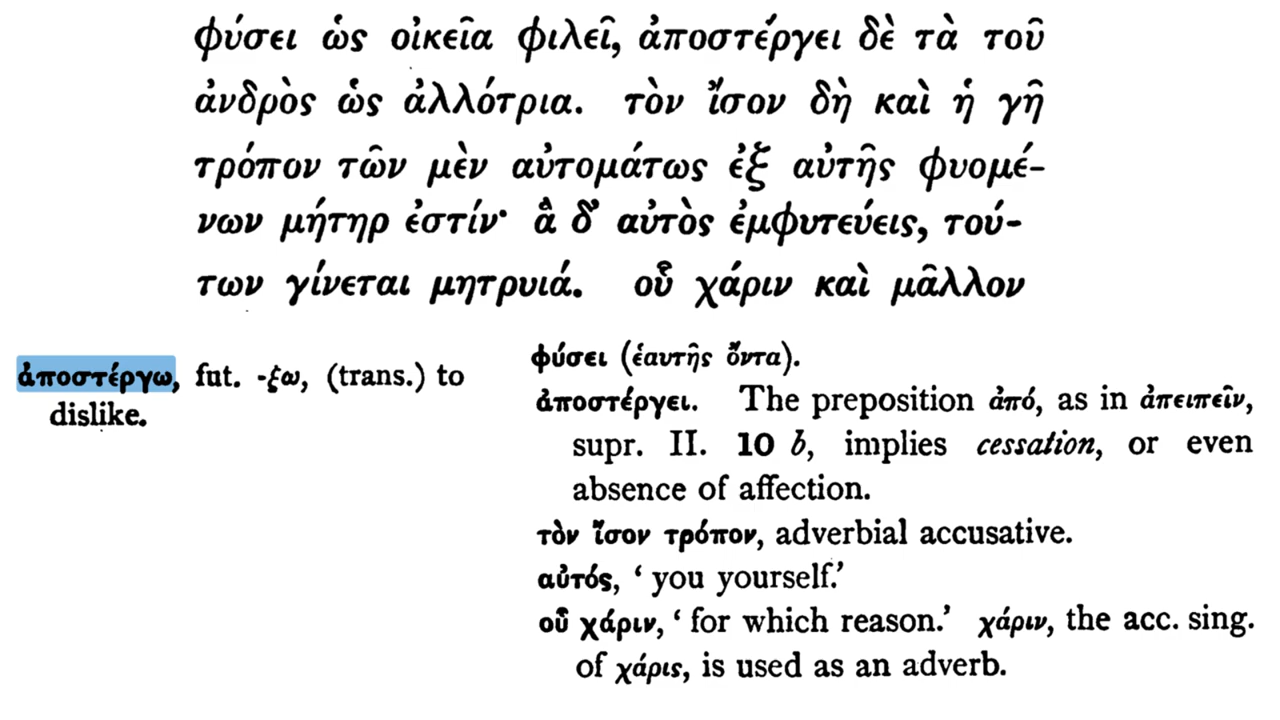 φύσει ὡς οἰκεῖα φιλεῖ, ἀποστέργει δὲ τὰ τοῦ
ἀνδρὸς ὡς ἀλλότρια. τὸν ἴσον δὴ καὶ ἡ γῆ
τρόπον τῶν μὲν αὐτομάτως ἐξ αὐτῆς φυομέ-
νων μήτηρ ἐστίν· ἃ δ' αὐτὸς ἐμφυτεύεις, τού-
των γίνεται μητρυιά. οὗ χάριν καὶ μᾶλλον
ἀποστέργω, fut. -ξω, (trans.) to
dislike.
φύσει (ἑαυτῆς ὄντα).
ἀποστέργει. The preposition ἀπό, as in ἀπειπεῖν,
supr. II. 10 b, implies cessation, or even
absence of affection.
τὸν ἴσον τρόπον, adverbial accusative.
αὐτός, ‘ you yourself.’
οὗ χάριν, ‘ for which reason.’ χάριν, the acc. sing.
of χάρις, is used as an adverb.